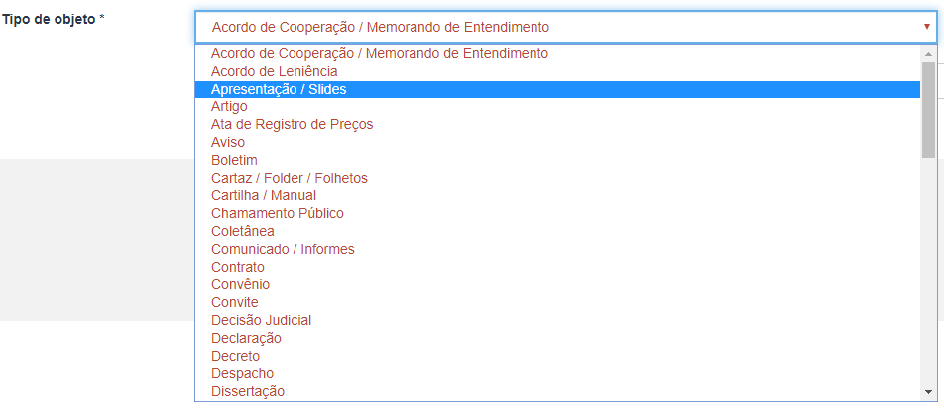 Tipo de objeto *
Acordo de Cooperação / Memorando de Entendimento
Acordo de Cooperação / Memorando de Entendimento
Acordo de Leniência
Apresentação / Slides
Artigo
Ata de Registro de Preços
Aviso
Boletim
Cartaz / Folder / Folhetos
Cartilha / Manual
Chamamento Público
Coletânea
Comunicado / Informes
Contrato
Convênio
Convite
Decisão Judicial
Declaração
Decreto
Despacho
Dissertação